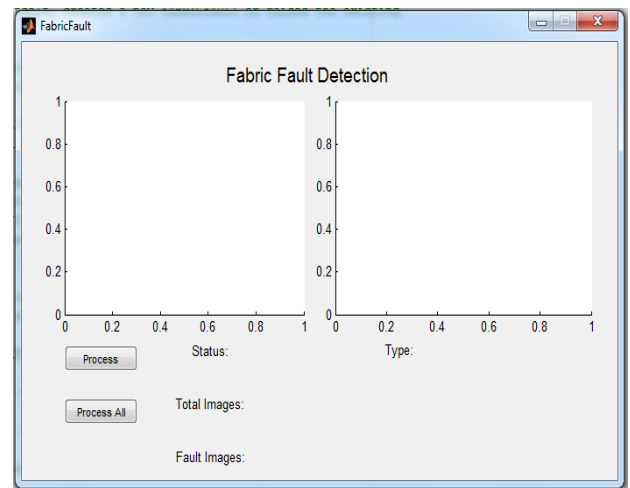 FabricFault
Fabric Fault Detection
1
0.8
0.6
0.4
0.2
0
0 0.2 0.4 0.6 0.8 1
1
0.8
0.6
0.4
0.2
0
0 0.2 0.4 0.6 0.8 1
Process
Status:
Type:
Process All
Total Images:
Fault Images: